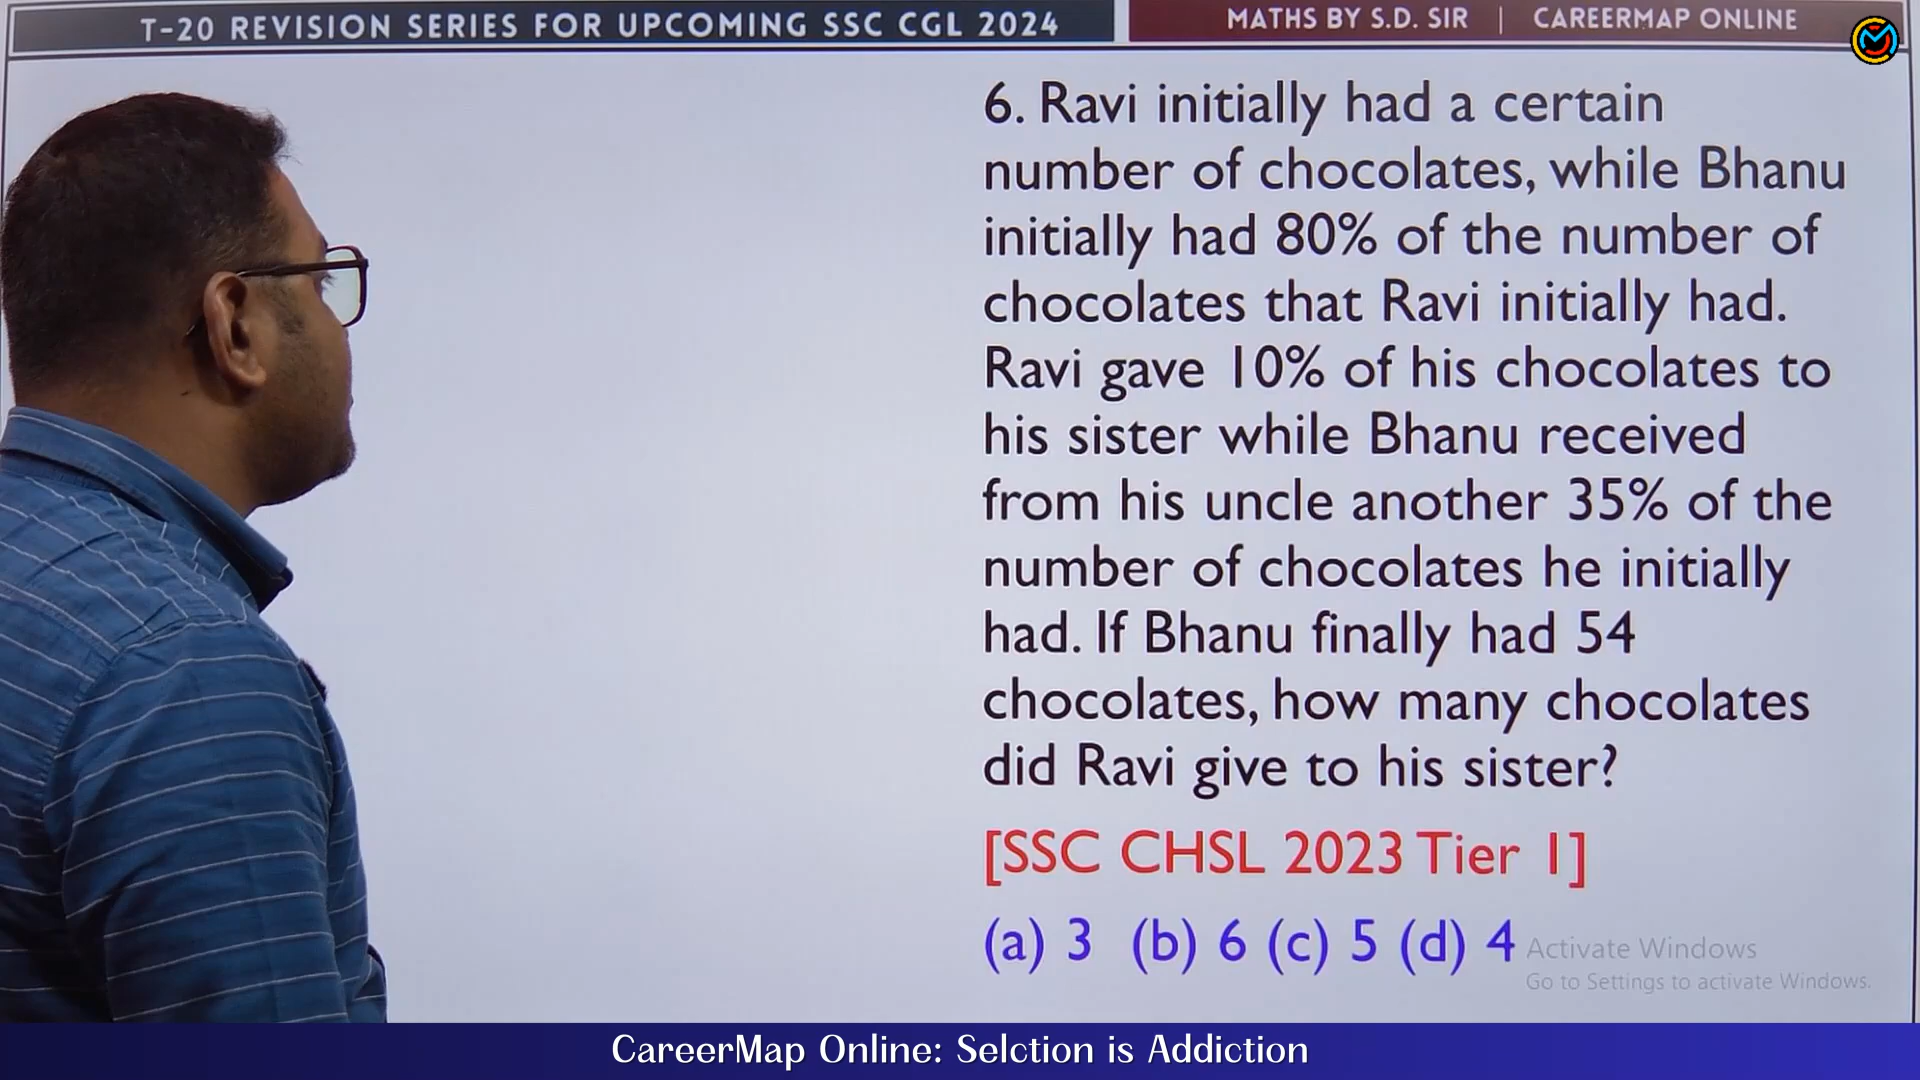 T-20 REVISION SERIES FOR UPCOMING SSC CGL 2024
MATHS BY S.D. SIR | CAREERMAP ONLINE
6. Ravi initially had a certain
number of chocolates, while Bhanu
initially had 80% of the number of
chocolates that Ravi initially had.
Ravi gave 10% of his chocolates to
his sister while Bhanu received
from his uncle another 35% of the
number of chocolates he initially
had. If Bhanu finally had 54
chocolates, how many chocolates
did Ravi give to his sister?
[SSC CHSL 2023 Tier 1]
(a) 3 (b) 6 (c) 5 (d) 4
Activate Windows
Go to Settings to activate Windows.
CareerMap Online: Selction is Addiction